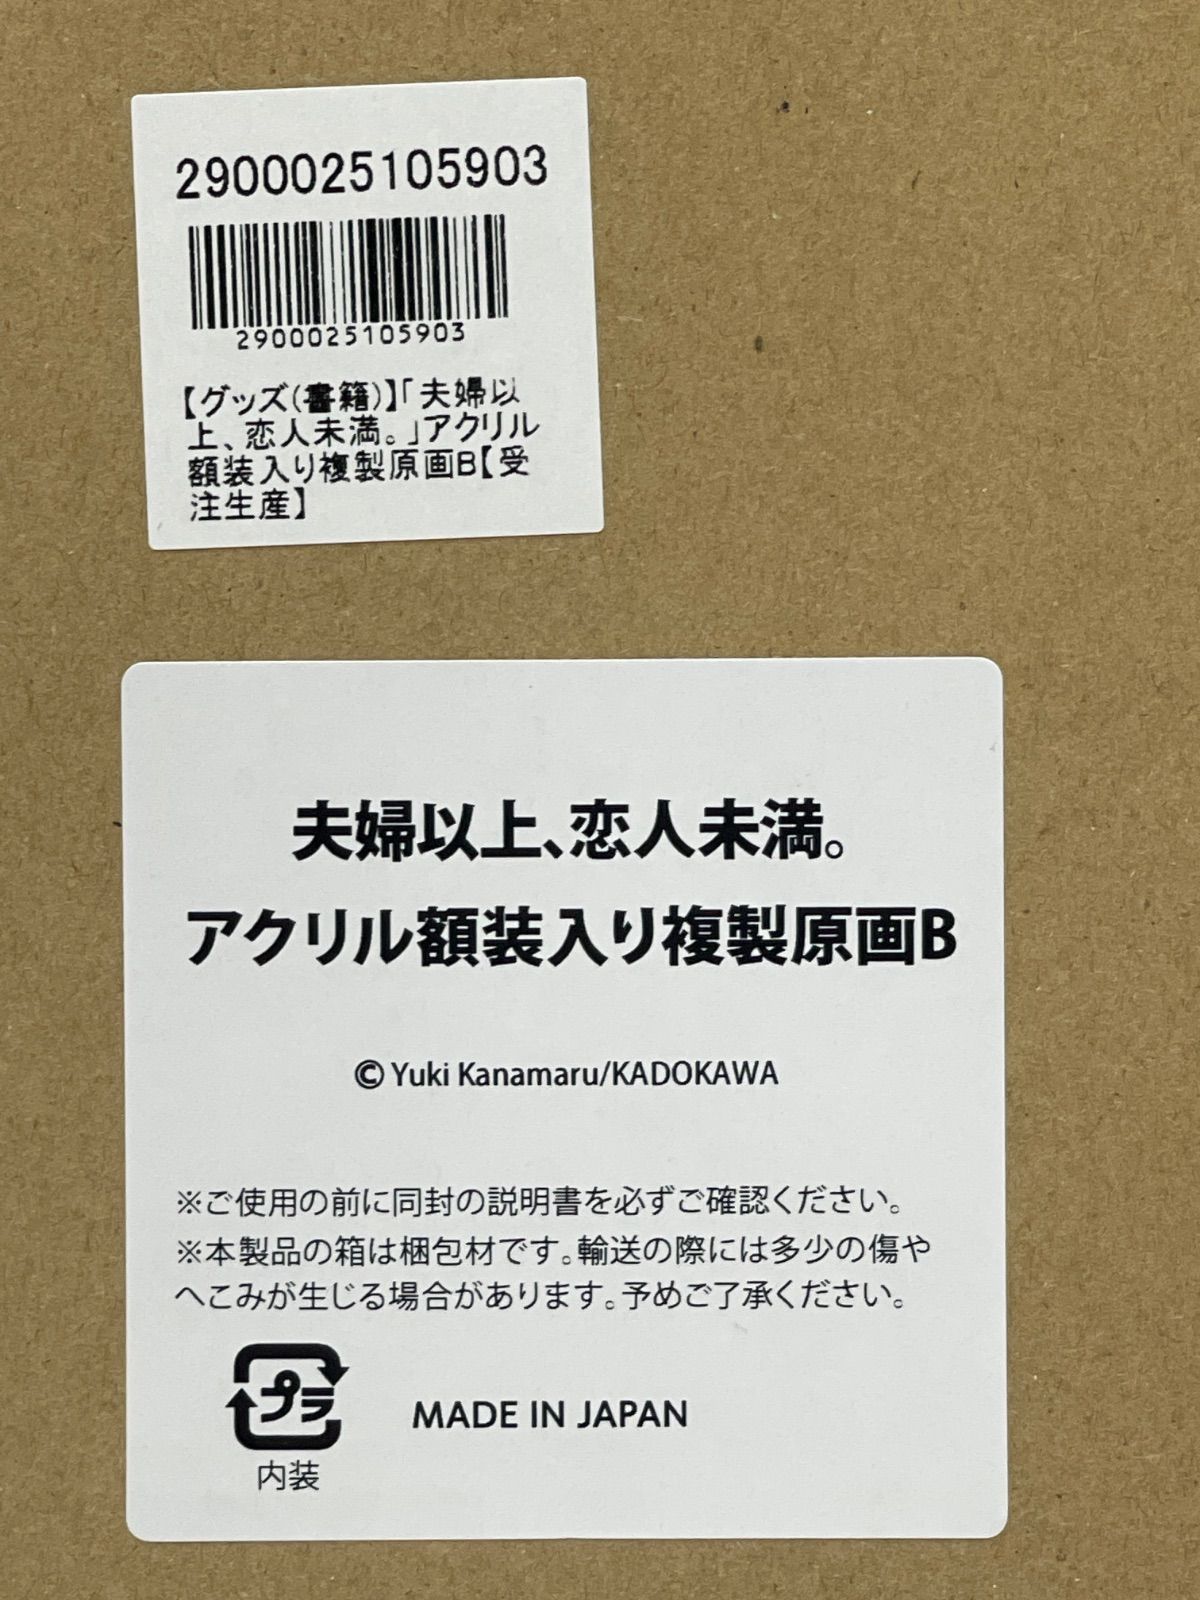 2900025105903
2900025105903
【グッズ(書籍)】「夫婦以
上、恋人未満。」アクリル
額装入り複製原画B【受
注生産】
夫婦以上、恋人未満。
アクリル額装入り複製原画B
© Yuki Kanamaru/KADOKAWA
※ご使用の前に同封の説明書を必ずご確認ください。
※本製品の箱は梱包材です。輸送の際には多少の傷や
へこみが生じる場合があります。予めご了承ください。
プラ
MADE IN JAPAN
内装